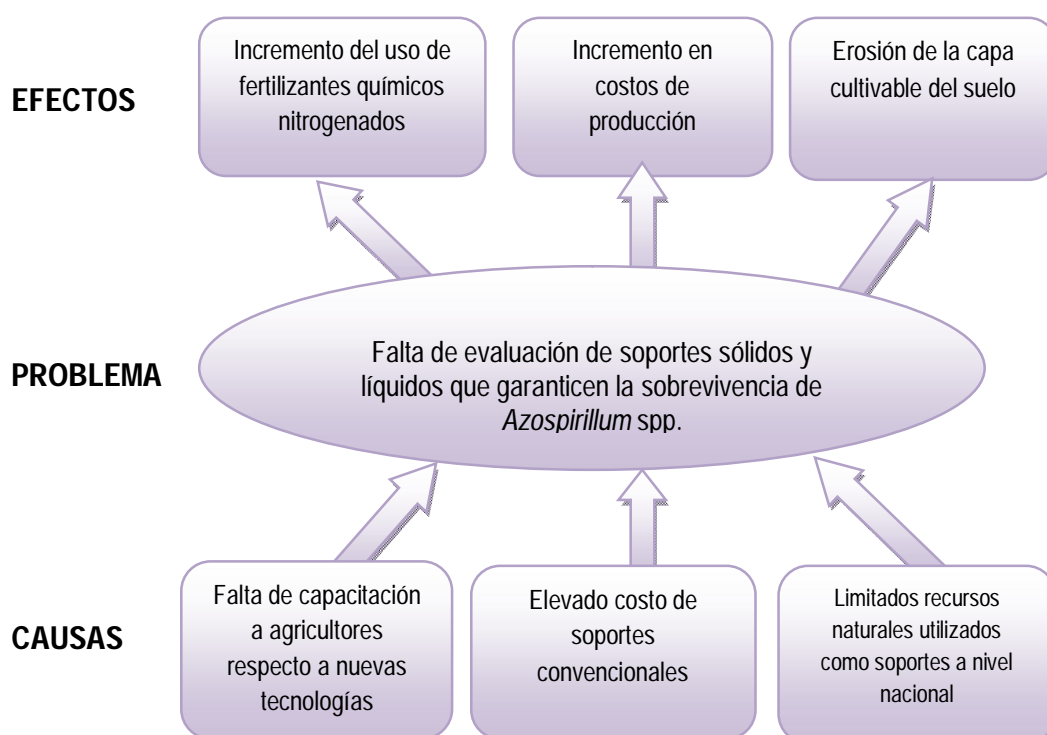 EFECTOS
Incremento del uso de
fertilizantes químicos
nitrogenados
Incremento en
costos de
producción
Erosión de la capa
cultivable del suelo
PROBLEMA
Falta de evaluación de soportes sólidos y
líquidos que garanticen la sobrevivencia de
Azospirillum spp.
CAUSAS
Falta de capacitación
a agricultores
respecto a nuevas
tecnologías
Elevado costo de
soportes
convencionales
Limitados recursos
naturales utilizados
como soportes a nivel
nacional